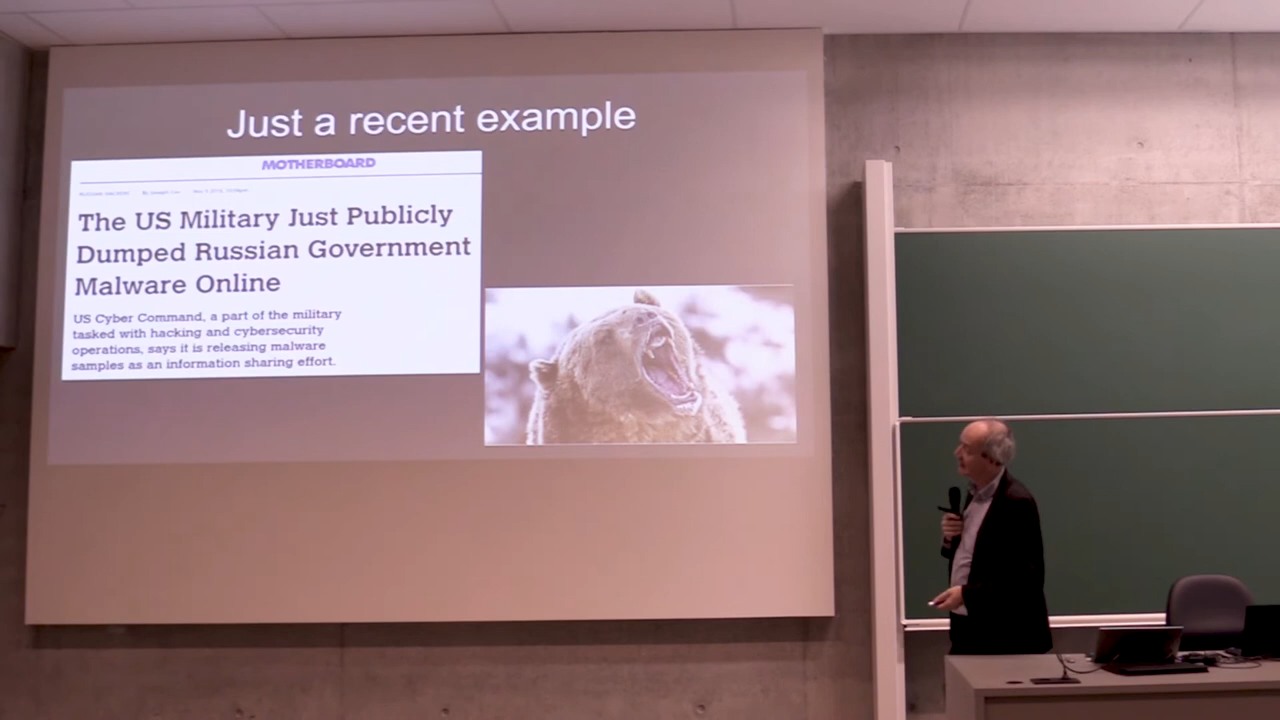 Just a recent example
MOTHERBOARD
The US Military Just Publicly
Dumped Russian Government
Malware Online
US Cyber Command, a part of the military
tasked with hacking and cybersecurity
operations, says it is releasing malware
samples as an information sharing effort.